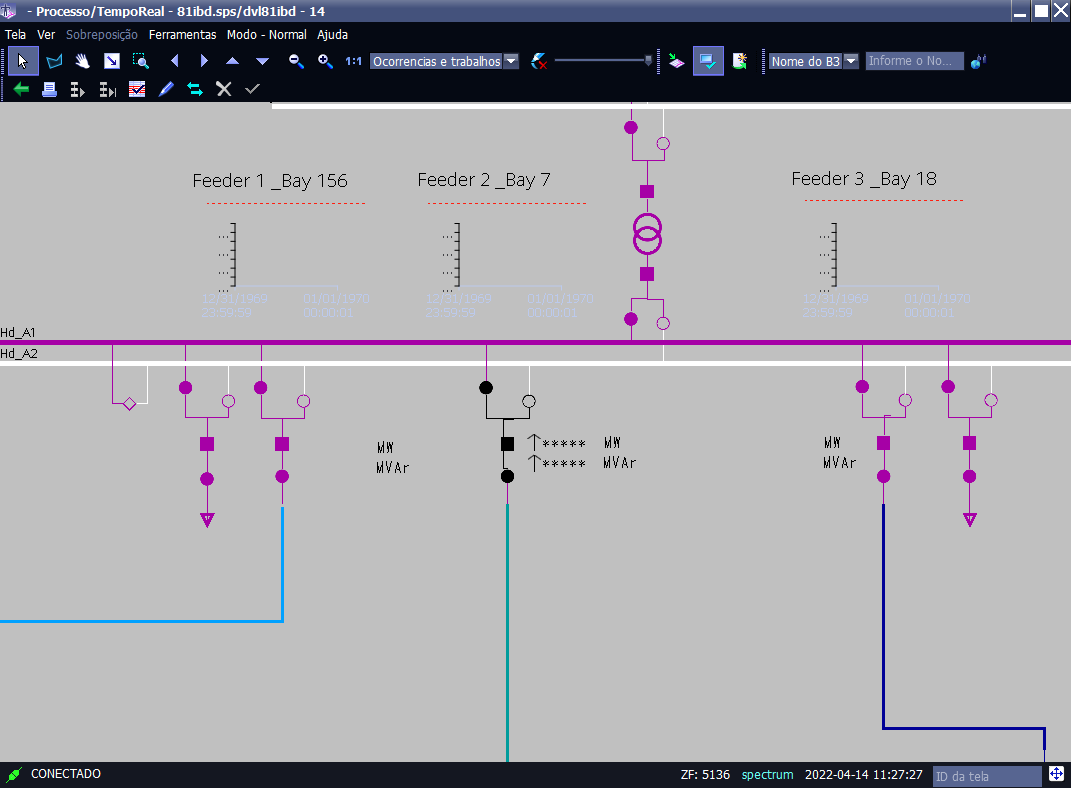 - Processo/TempoReal - 81ibd.sps/dvl81ibd - 14
Tela Ver Sobreposição Ferramentas Modo - Normal Ajuda
1:1 Ocorrencias e trabalhos Nome do B3 Informe o No...
Feeder 1 _Bay 156 Feeder 2 _Bay 7 Feeder 3 _Bay 18
... ... ...
... ... ...
... ... ...
... ... ...
12/31/1969 01/01/1970 12/31/1969 01/01/1970 12/31/1969 01/01/1970
23:59:59 00:00:01 23:59:59 00:00:01 23:59:59 00:00:01
Hd_A1
Hd_A2
MW ***** MW MW
MVAr ***** MVAr MVAr
CONECTADO ZF: 5136 spectrum 2022-04-14 11:27:27 ID da tela